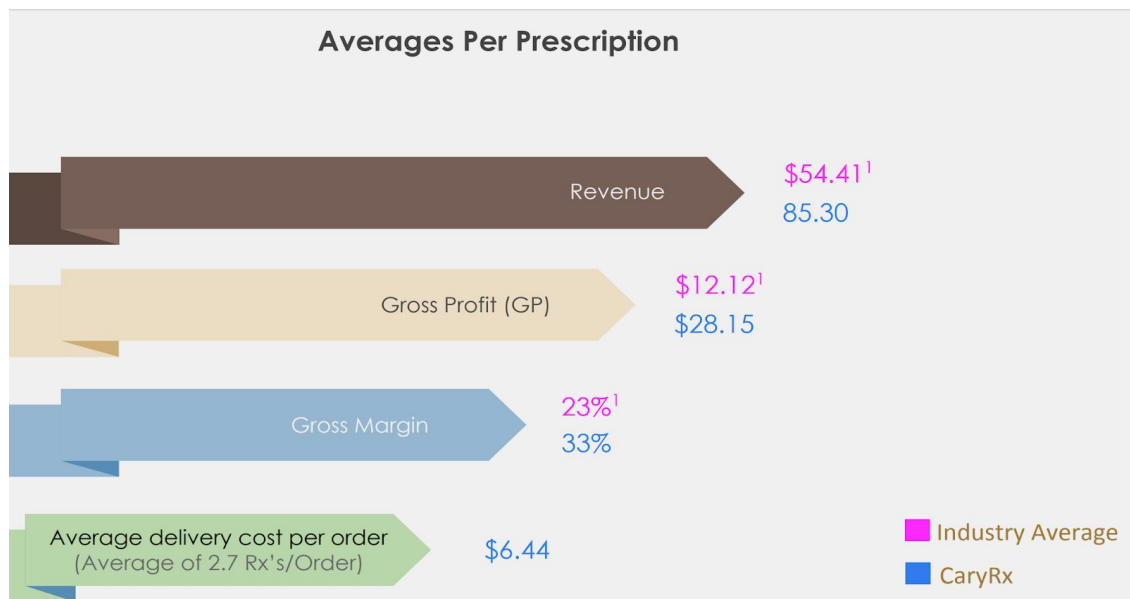 Averages Per Prescription
Revenue
$54.41¹
85.30
Gross Profit (GP)
$12.12¹
$28.15
Gross Margin
23%¹
33%
Average delivery cost per order
(Average of 2.7 Rx's/Order)
$6.44
Industry Average
CaryRx